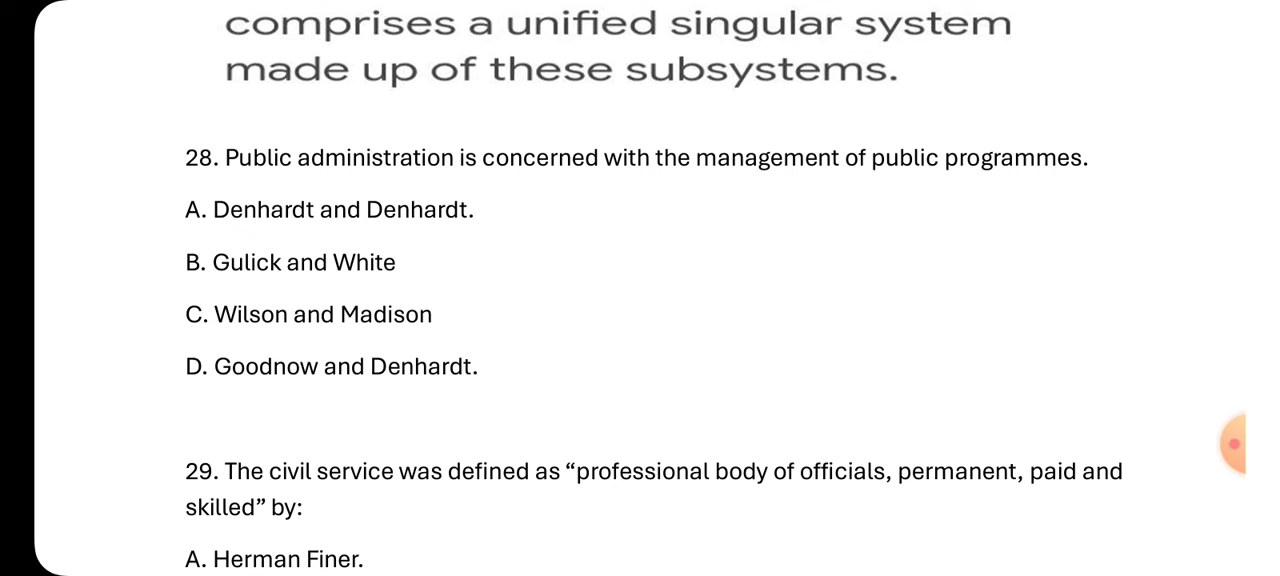 comprises a unified singular system
made up of these subsystems.
28. Public administration is concerned with the management of public programmes.
A. Denhardt and Denhardt.
B. Gulick and White
C. Wilson and Madison
D. Goodnow and Denhardt.
29. The civil service was defined as “professional body of officials, permanent, paid and
skilled” by:
A. Herman Finer.